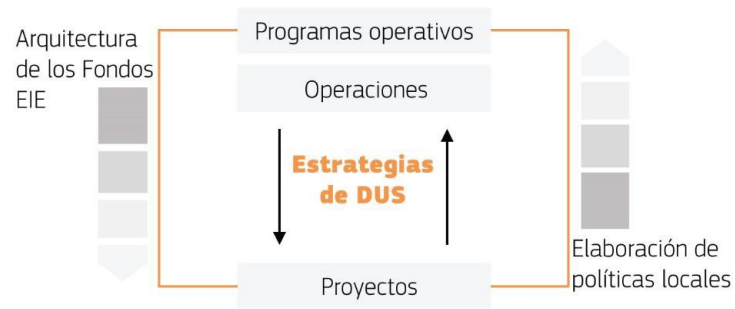 Arquitectura
de los Fondos
EIE
Programas operativos
Operaciones
Estrategias
de DUS
Proyectos
Elaboración de
políticas locales